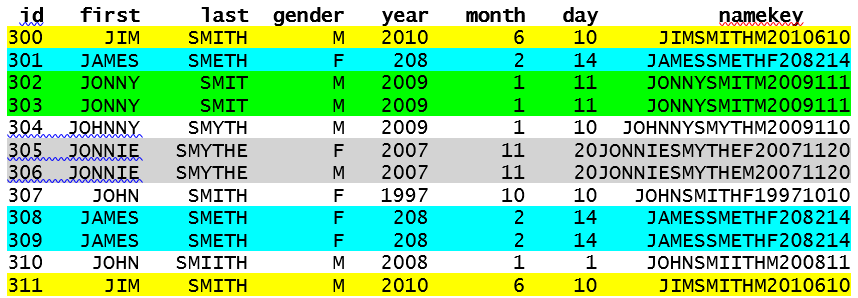 id first last gender year month day namekey
300 JIM SMITH M 2010 6 10 JIMSMITHM2010610
301 JAMES SMETH F 208 2 14 JAMESSMETHF208214
302 JONNY SMIT M 2009 1 11 JONNYSMITM2009111
303 JONNY SMIT M 2009 1 11 JONNYSMITM2009111
304 JOHNNY SMYTH M 2009 1 10 JOHNNYSMYTHM2009110
305 JONNIE SMYTHE F 2007 11 20JONNIESMYTHEF20071120
306 JONNIE SMYTHE M 2007 11 20JONNIESMYTHEM20071120
307 JOHN SMITH F 1997 10 10 JOHNSMITHF19971010
308 JAMES SMETH F 208 2 14 JAMESSMETHF208214
309 JAMES SMETH F 208 2 14 JAMESSMETHF208214
310 JOHN SMIITH M 2008 1 1 JOHNSMIITHM200811
311 JIM SMITH M 2010 6 10 JIMSMITHM2010610